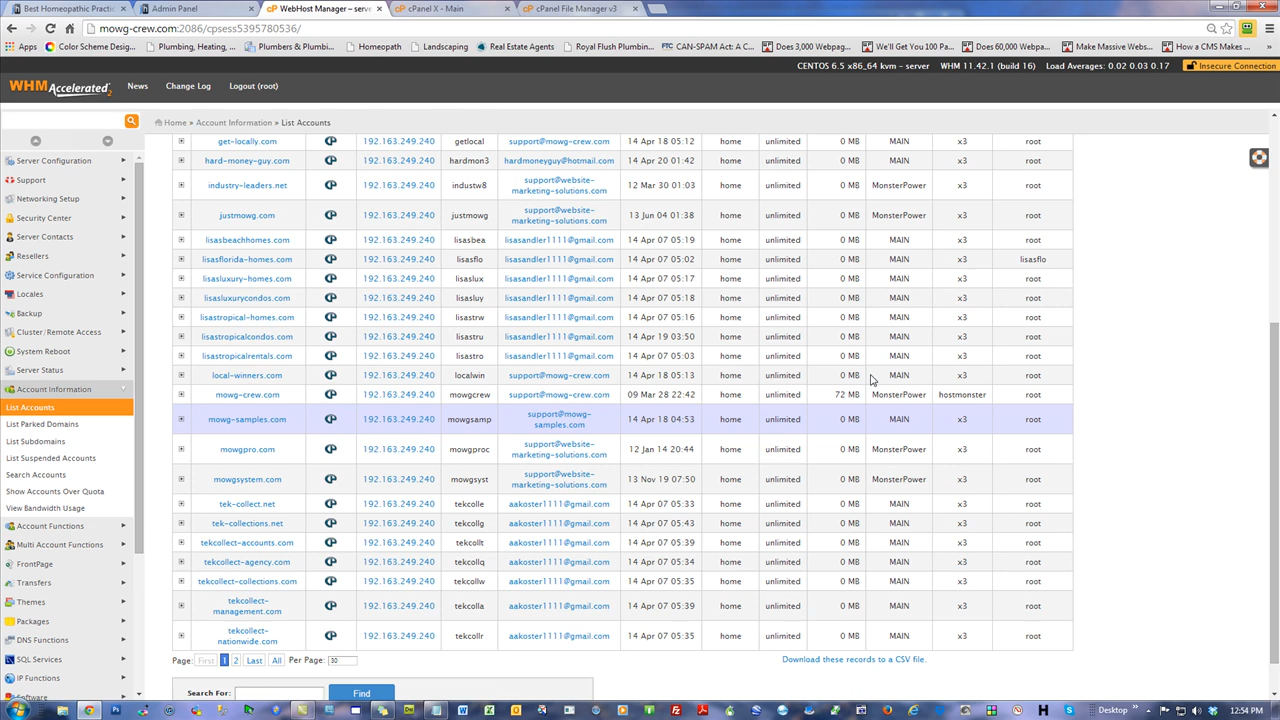 Best Homeopathic Practic
Admin Panel
WebHost Manager – serve
cPanel X - Main
cPanel File Manager v3
mowg-crew.com:2086/cpsess5395780536/
Apps
Color Scheme Design...
Plumbing, Heating, ...
Plumbers & Plumbi...
Homeopath
Landscaping
Real Estate Agents
Royal Flush Plumbin...
FTC CAN-SPAM Act: A C...
Does 3,000 Webpag...
We'll Get You 100 Pa...
Does 60,000 Webpag...
Make Massive Websi...
How a CMS Makes ...
CENTOS 6.5 x86_64 kvm – server WHM 11.42.1 (build 16) Load Averages: 0.02 0.03 0.17 Insecure Connection
WHM Accelerated News Change Log Logout (root)
Home » Account Information » List Accounts
Server Configuration
Support
Networking Setup
Security Center
Server Contacts
Resellers
Service Configuration
Locales
Backup
Cluster/Remote Access
System Reboot
Server Status
Account Information
List Accounts
List Parked Domains
List Subdomains
List Suspended Accounts
Search Accounts
Show Accounts Over Quota
View Bandwidth Usage
Account Functions
Multi Account Functions
FrontPage
Transfers
Themes
Packages
DNS Functions
SQL Services
IP Functions
Software
get-locally.com 192.163.249.240 getlocal support@mowg-crew.com 14 Apr 18 05:12 home unlimited 0 MB MAIN x3 root
hard-money-guy.com 192.163.249.240 hardmon3 hardmoneyguy@hotmail.com 14 Apr 20 01:42 home unlimited 0 MB MAIN x3 root
industry-leaders.net 192.163.249.240 industw8 support@website-marketing-solutions.com 12 Mar 30 01:03 home unlimited 0 MB MonsterPower x3 root
justmowg.com 192.163.249.240 justmowg support@website-marketing-solutions.com 13 Jun 04 01:38 home unlimited 0 MB MonsterPower x3 root
lisasbeachhomes.com 192.163.249.240 lisasbea lisasandler1111@gmail.com 14 Apr 07 05:19 home unlimited 0 MB MAIN x3 root
lisasflorida-homes.com 192.163.249.240 lisasflo lisasandler1111@gmail.com 14 Apr 07 05:02 home unlimited 0 MB MAIN x3 lisasflo
lisasluxury-homes.com 192.163.249.240 lisaslux lisasandler1111@gmail.com 14 Apr 07 05:17 home unlimited 0 MB MAIN x3 root
lisasluxurycondos.com 192.163.249.240 lisasluy lisasandler1111@gmail.com 14 Apr 07 05:18 home unlimited 0 MB MAIN x3 root
lisastropical-homes.com 192.163.249.240 lisastrw lisasandler1111@gmail.com 14 Apr 07 05:16 home unlimited 0 MB MAIN x3 root
lisastropicalcondos.com 192.163.249.240 lisastru lisasandler1111@gmail.com 14 Apr 19 03:50 home unlimited 0 MB MAIN x3 root
lisastropicalrentals.com 192.163.249.240 lisastro lisasandler1111@gmail.com 14 Apr 07 05:03 home unlimited 0 MB MAIN x3 root
local-winners.com 192.163.249.240 localwin support@mowg-crew.com 14 Apr 18 05:13 home unlimited 0 MB MAIN x3 root
mowg-crew.com 192.163.249.240 mowgcrew support@mowg-crew.com 09 Mar 28 22:42 home unlimited 72 MB MonsterPower hostmonster root
mowg-samples.com 192.163.249.240 mowgsamp support@mowg-samples.com 14 Apr 18 04:53 home unlimited 0 MB MAIN x3 root
mowgpro.com 192.163.249.240 mowgproc support@website-marketing-solutions.com 12 Jan 14 20:44 home unlimited 0 MB MonsterPower x3 root
mowgsystem.com 192.163.249.240 mowgsyst support@website-marketing-solutions.com 13 Nov 19 07:50 home unlimited 0 MB MonsterPower x3 root
tek-collect.net 192.163.249.240 tekcolle aakoster1111@gmail.com 14 Apr 07 05:33 home unlimited 0 MB MAIN x3 root
tek-collections.net 192.163.249.240 tekcollg aakoster1111@gmail.com 14 Apr 07 05:43 home unlimited 0 MB MAIN x3 root
tekcollect-accounts.com 192.163.249.240 tekcollt aakoster1111@gmail.com 14 Apr 07 05:39 home unlimited 0 MB MAIN x3 root
tekcollect-agency.com 192.163.249.240 tekcollq aakoster1111@gmail.com 14 Apr 07 05:34 home unlimited 0 MB MAIN x3 root
tekcollect-collections.com 192.163.249.240 tekcollw aakoster1111@gmail.com 14 Apr 07 05:35 home unlimited 0 MB MAIN x3 root
tekcollect-management.com 192.163.249.240 tekcolla aakoster1111@gmail.com 14 Apr 07 05:39 home unlimited 0 MB MAIN x3 root
tekcollect-nationwide.com 192.163.249.240 tekcollr aakoster1111@gmail.com 14 Apr 07 05:35 home unlimited 0 MB MAIN x3 root
Page: First 1 2 Last All Per Page: 30 Download these records to a CSV file.
Search For: Find
Desktop 12:54 PM